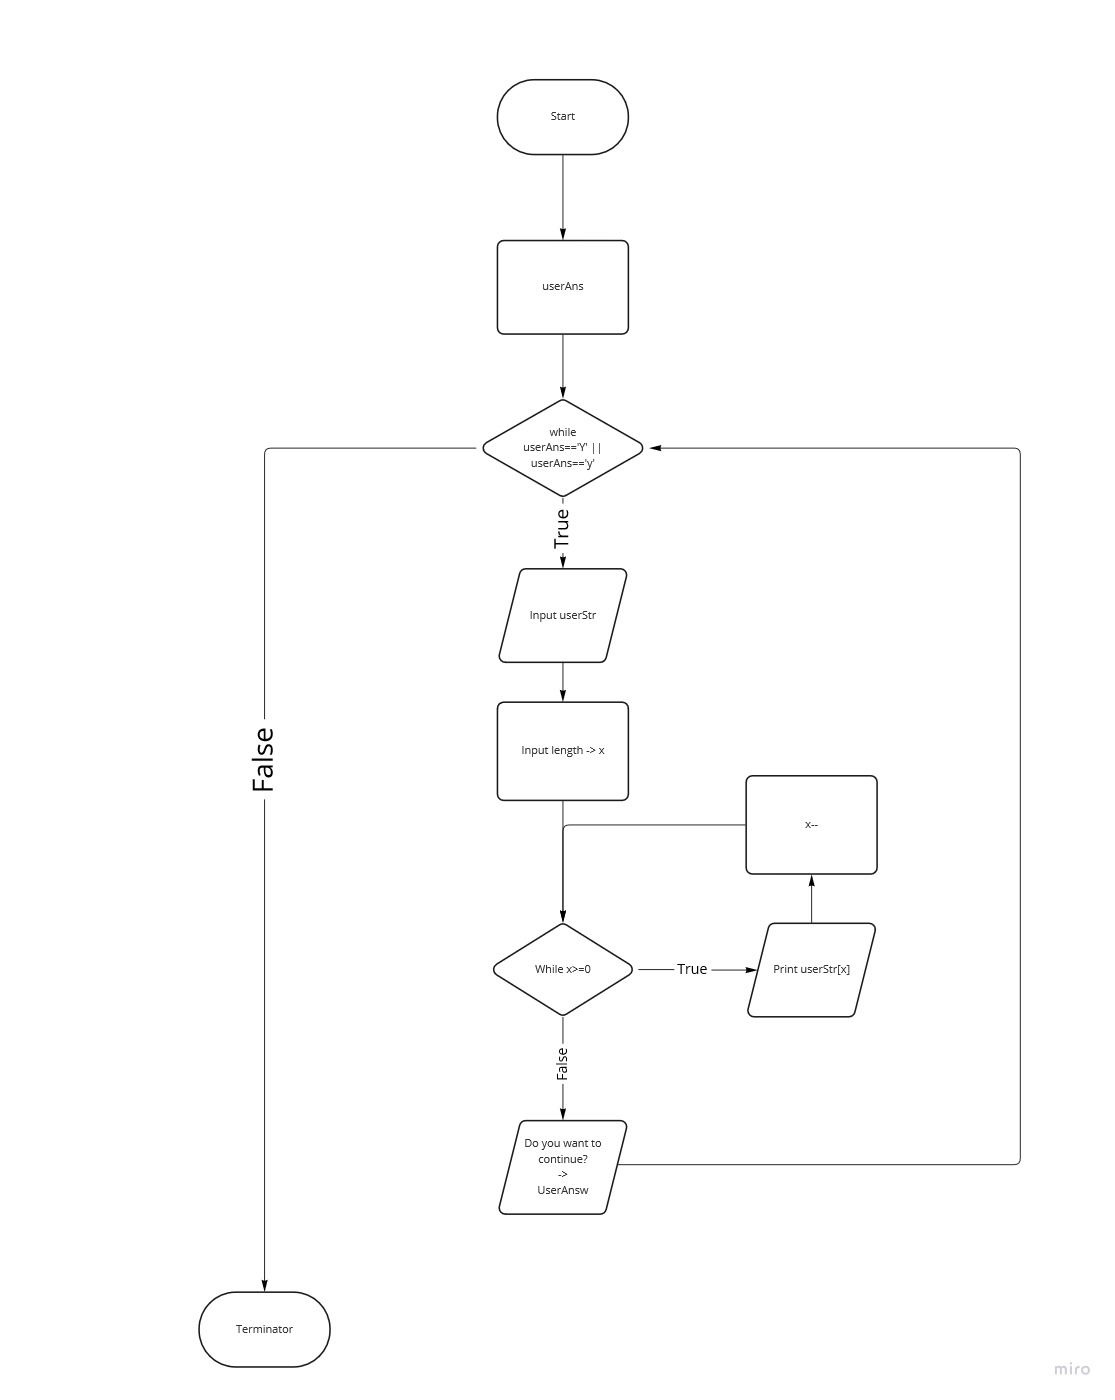 Start
userAns
while
userAns=='Y' ||
userAns=='y'
True
Input userStr
Input length -> x
False
x--
While x>=0
True
Print userStr[x]
False
Do you want to
continue?
->
UserAnsw
Terminator
miro